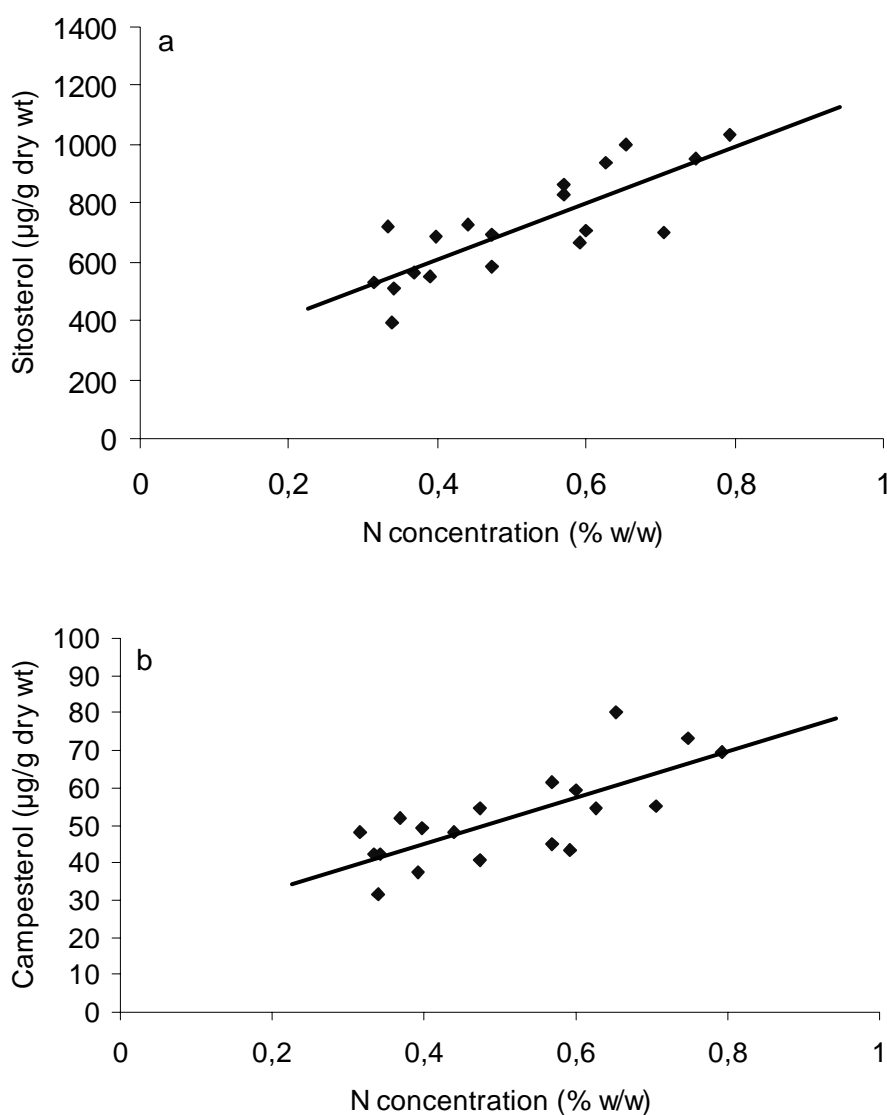 a
Sitosterol (µg/g dry wt)
1400
1200
1000
800
600
400
200
0
0 0,2 0,4 0,6 0,8 1
N concentration (% w/w)
b
Campesterol (µg/g dry wt)
100
90
80
70
60
50
40
30
20
10
0
0 0,2 0,4 0,6 0,8 1
N concentration (% w/w)